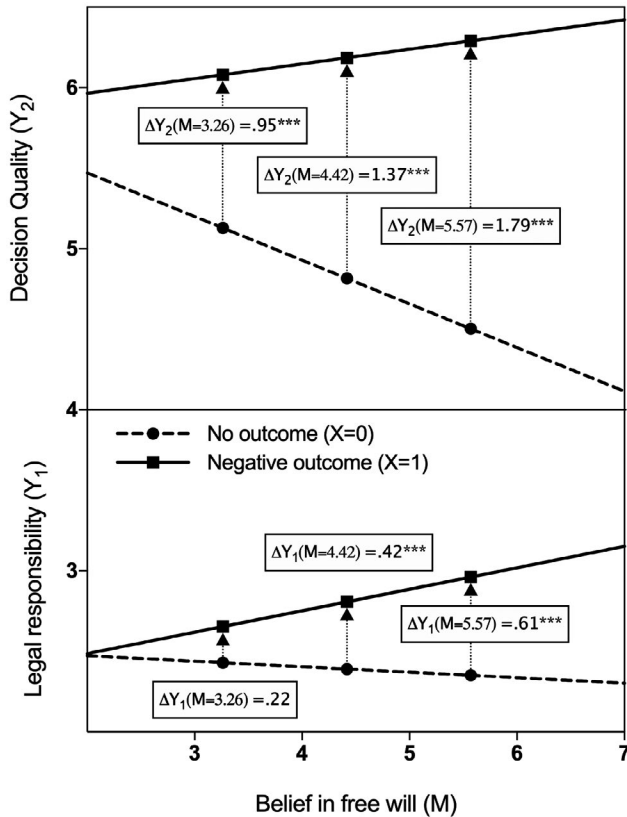 Decision Quality (Y₂)
6
5
4
ΔY₂(M=3.26) =.95***
ΔY₂(M=4.42) =1.37***
ΔY₂(M=5.57) =1.79***
Legal responsibility (Y₁)
No outcome (X=0)
Negative outcome (X=1)
3
ΔY₁(M=4.42) =.42***
ΔY₁(M=5.57) =.61***
ΔY₁(M=3.26) =.22
3 4 5 6 7
Belief in free will (M)